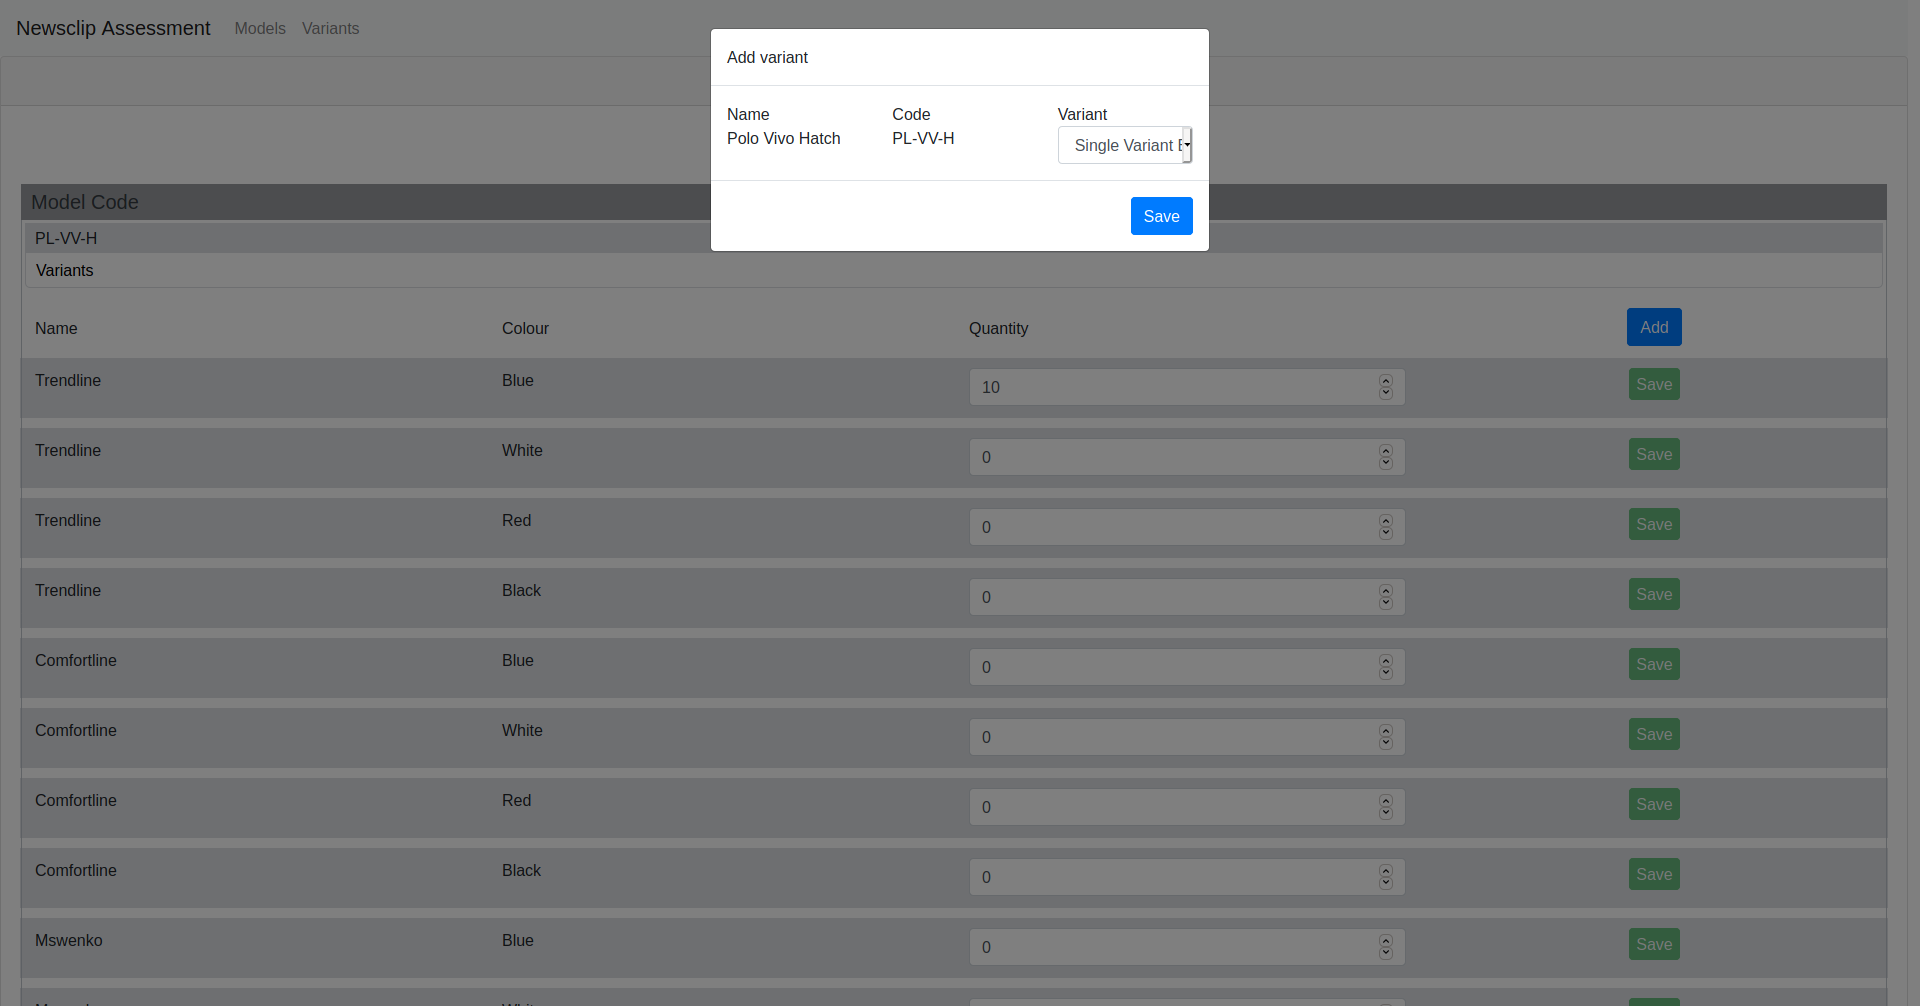 Newsclip Assessment Models Variants
Add variant
Name Code Variant
Polo Vivo Hatch PL-VV-H Single Variant
Save
Model Code
PL-VV-H
Variants
Name Colour Quantity Add
Trendline Blue 10 Save
Trendline White 0 Save
Trendline Red 0 Save
Trendline Black 0 Save
Comfortline Blue 0 Save
Comfortline White 0 Save
Comfortline Red 0 Save
Comfortline Black 0 Save
Mswenko Blue 0 Save